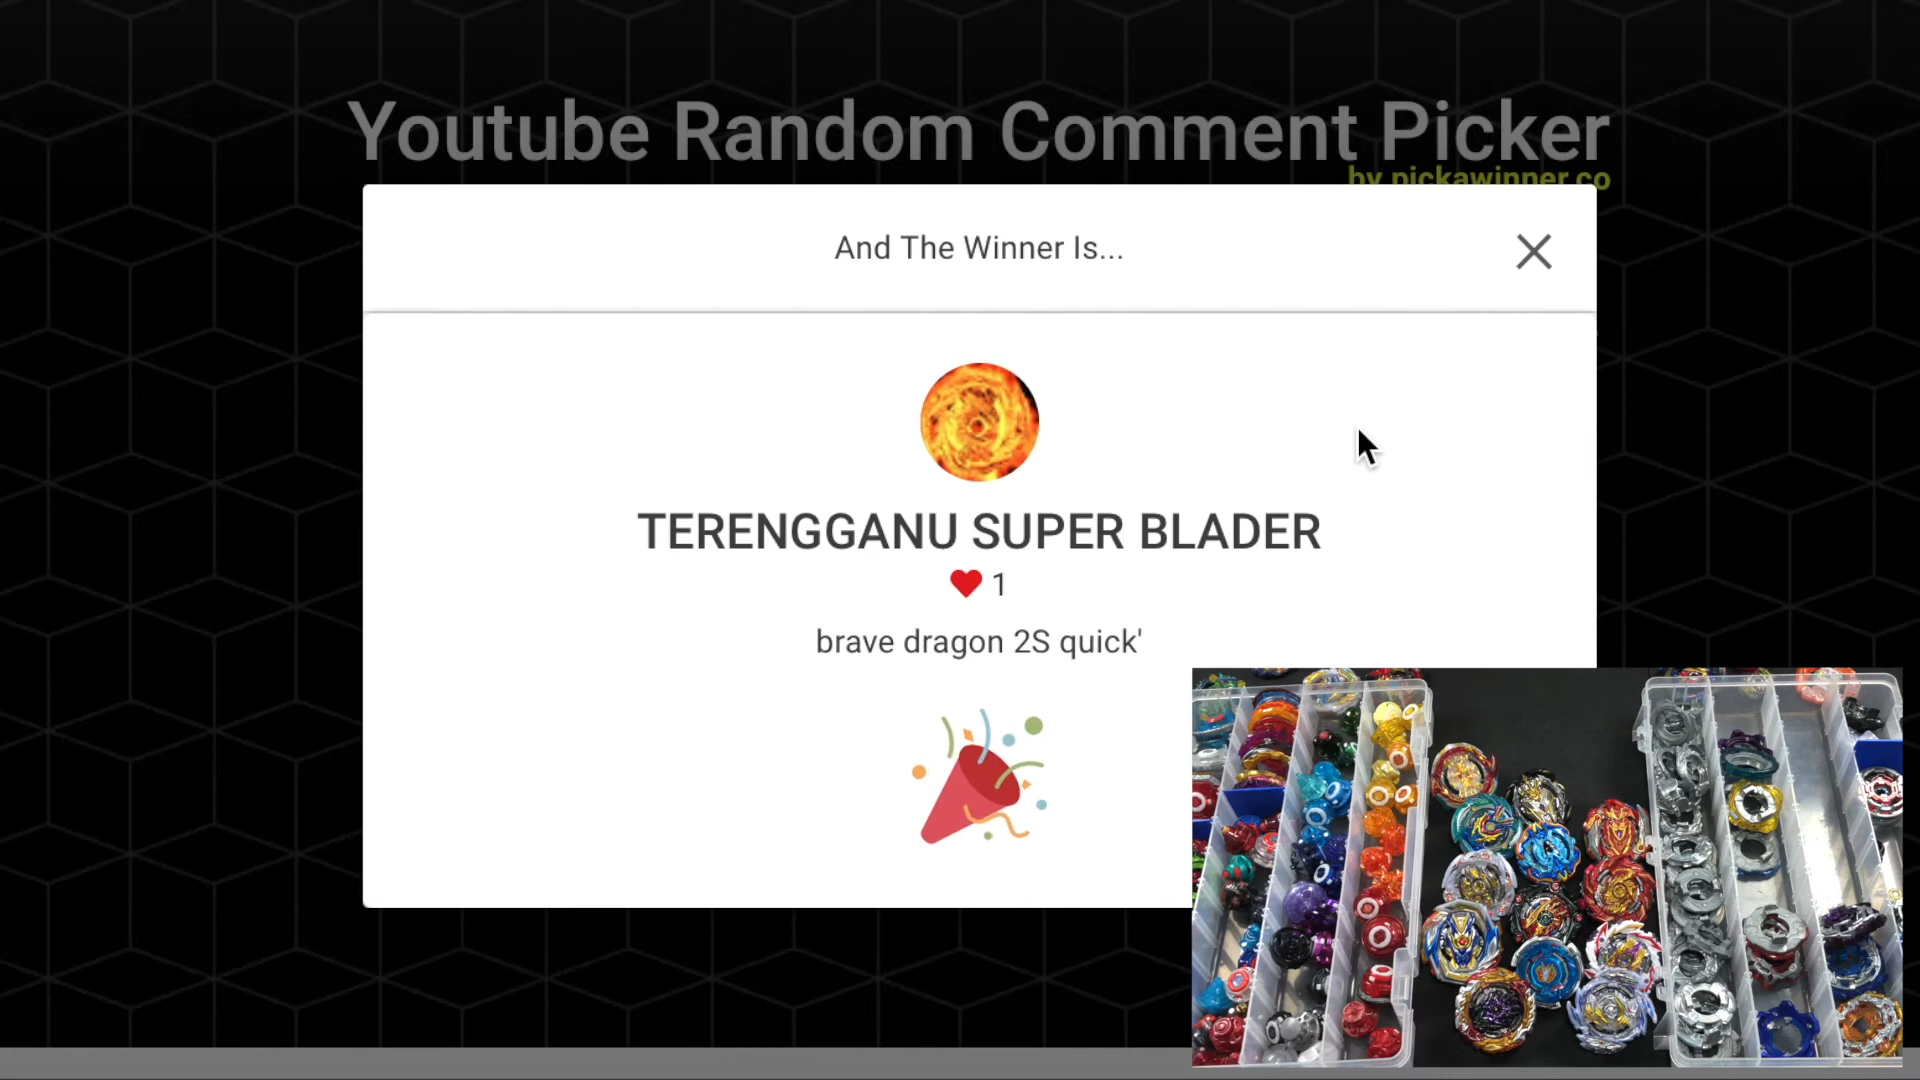 Youtube Random Comment Picker
by pickawinner.co
And The Winner Is...
TERENGGANU SUPER BLADER
1
brave dragon 2S quick'